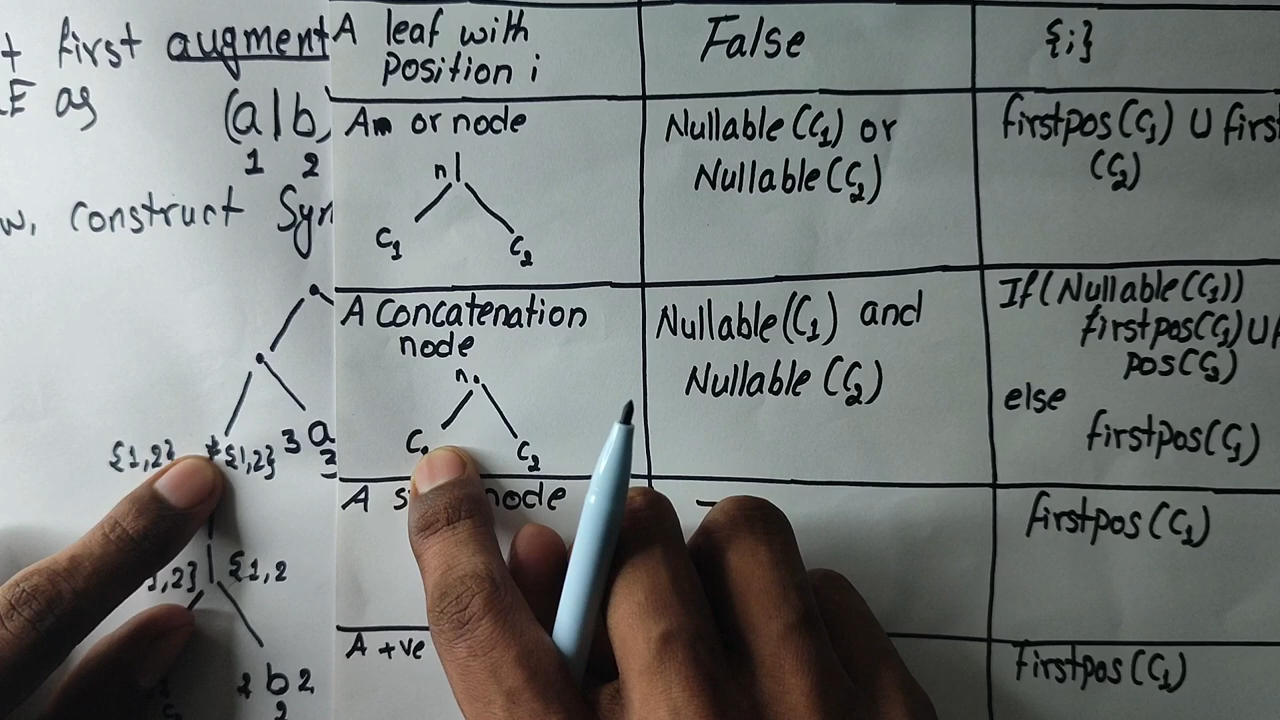 + first augment
E as (a|b)
1 2
w, construct Syn
{1,2} * {1,2} 3 a
3
1,2} | {1,2
2 b 2
2
A leaf with
Position i
False
{i}
An or node
n |
C1 C2
Nullable (C1) or
Nullable (C2)
firstpos(C1) U first
(C2)
A Concatenation
node
n.
C1 C2
Nullable (C1) and
Nullable (C2)
If (Nullable (C1))
firstpos(C1) U f
pos(C2)
else
firstpos(C1)
A node
firstpos (C1)
A +ve
firstpos (C1)